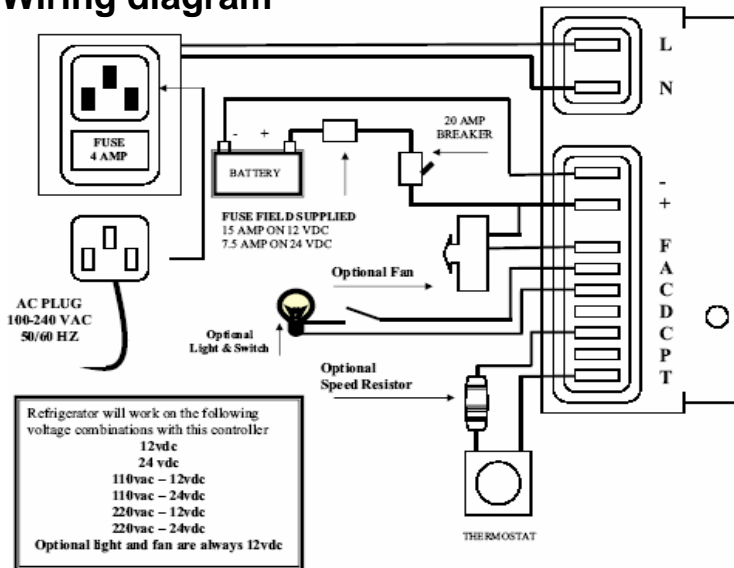 Wiring diagram
L
N
FUSE
4 AMP
- +
BATTERY
20 AMP
BREAKER
FUSE FIELD SUPPLIED
15 AMP ON 12 VDC
7.5 AMP ON 24 VDC
-
+
F
A
C
D
C
P
T
Optional Fan
AC PLUG
100-240 VAC
50/60 HZ
Optional
Light & Switch
Optional
Speed Resistor
THERMOSTAT
Refrigerator will work on the following
voltage combinations with this controller
12vdc
24 vdc
110vac – 12vdc
110vac – 24vdc
220vac – 12vdc
220vac – 24vdc
Optional light and fan are always 12vdc